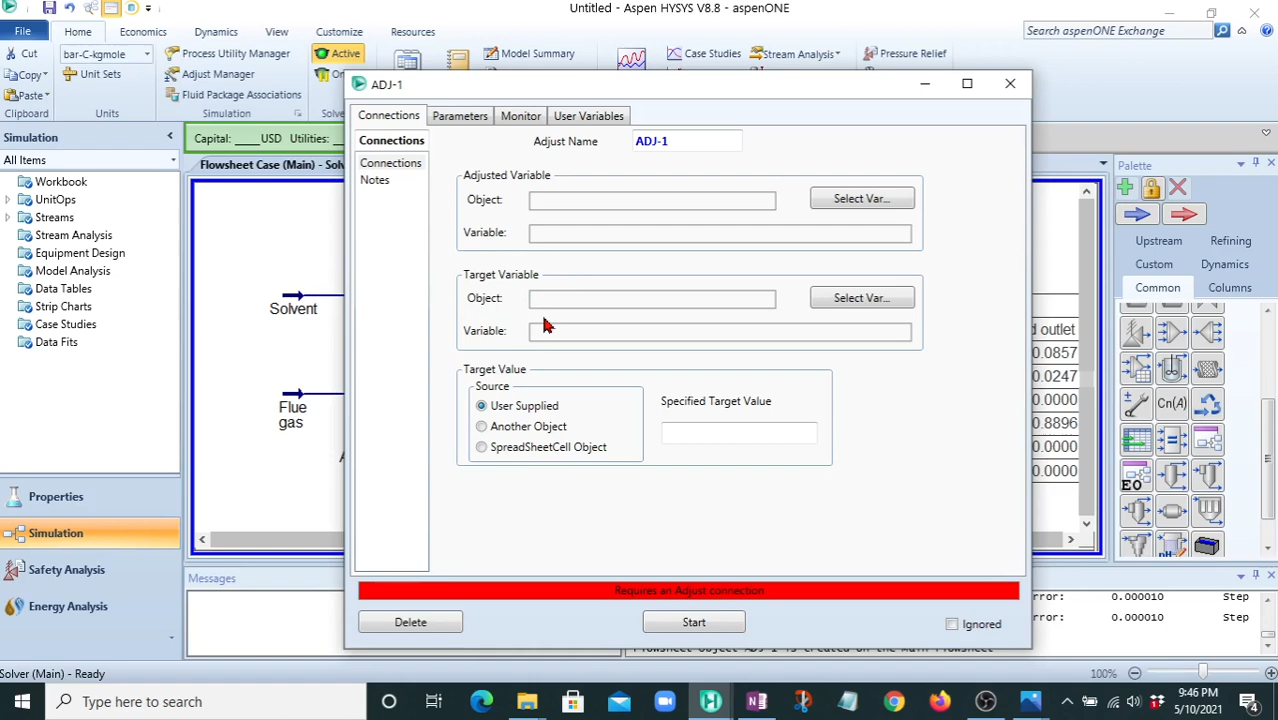 Untitled - Aspen HYSYS V8.8 - aspenONE
File
Home
Economics
Dynamics
View
Customize
Resources
Search aspenONE Exchange
Cut
Copy
Paste
Clipboard
bar-C-kgmole
Unit Sets
Units
Process Utility Manager
Adjust Manager
Fluid Package Associations
Simulation
Active
Model Summary
Case Studies
Stream Analysis
Pressure Relief
Simulation
All Items
Workbook
UnitOps
Streams
Stream Analysis
Equipment Design
Model Analysis
Data Tables
Strip Charts
Case Studies
Data Fits
Properties
Simulation
Safety Analysis
Energy Analysis
Capital: ____ USD Utilities:
Flowsheet Case (Main) - Solv
Solvent
Flue
gas
ADJ-1
Connections
Parameters
Monitor
User Variables
Connections
Connections
Notes
Adjust Name
ADJ-1
Adjusted Variable
Object:
Select Var...
Variable:
Target Variable
Object:
Select Var...
Variable:
Target Value
Source
User Supplied
Another Object
SpreadSheetCell Object
Specified Target Value
Requires an Adjust connection
Delete
Start
Ignored
d outlet
0.0857
0.0247
0.0000
0.8896
0.0000
0.0000
Palette
Upstream
Refining
Custom
Dynamics
Common
Columns
Cn(A)
EO
Messages
rror: 0.000010 Step
rror: 0.000010 Step
Solver (Main) - Ready
100%
Type here to search
9:46 PM
5/10/2021
4